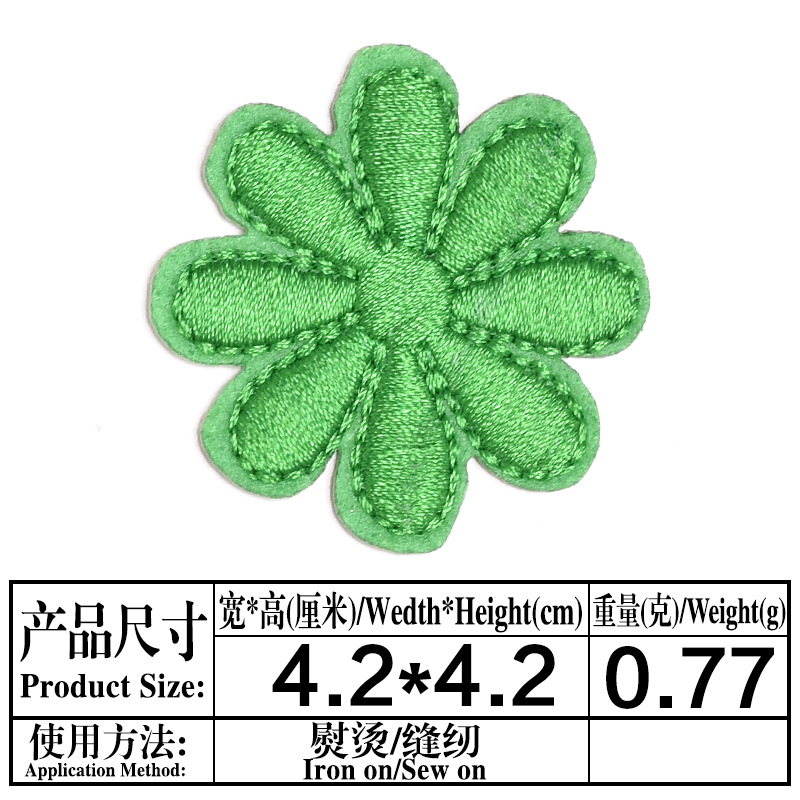 产品尺寸
Product Size:
宽*高(厘米)/Wedth*Height(cm)
重量(克)/Weight(g)
4.2*4.2
0.77
使用方法:
Application Method:
熨烫/缝纫
Iron on/Sew on